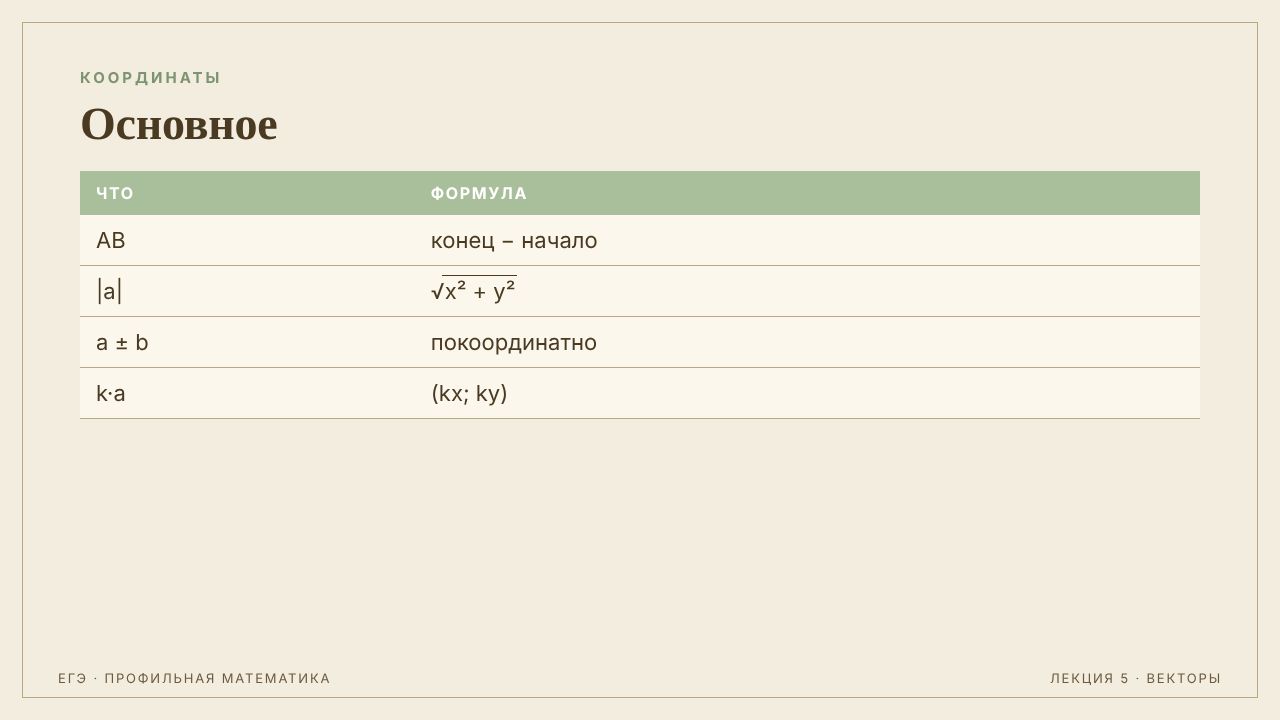 КООРДИНАТЫ
Основное
ЧТО ФОРМУЛА
AB конец − начало
|a| √x² + y²
a ± b покоординатно
k·a (kx; ky)
ЕГЭ · ПРОФИЛЬНАЯ МАТЕМАТИКА ЛЕКЦИЯ 5 · ВЕКТОРЫ